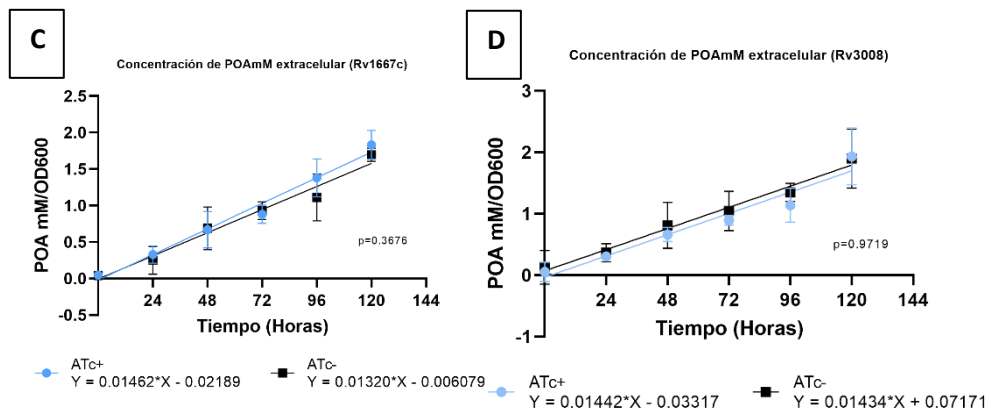 C
Concentración de POAmM extracelular (Rv1667c)
POA mM/OD600
2.5
2.0
1.5
1.0
0.5
0.0
-0.5
24
48
72
96
120
144
p=0.3676
Tiempo (Horas)
ATc+
Y = 0.01462*X - 0.02189
ATc-
Y = 0.01320*X - 0.006079
D
Concentración de POAmM extracelular (Rv3008)
POA mM/OD600
3
2
1
0
-1
24
48
72
96
120
144
p=0.9719
Tiempo (Horas)
ATc+
Y = 0.01442*X - 0.03317
ATc-
Y = 0.01434*X + 0.07171